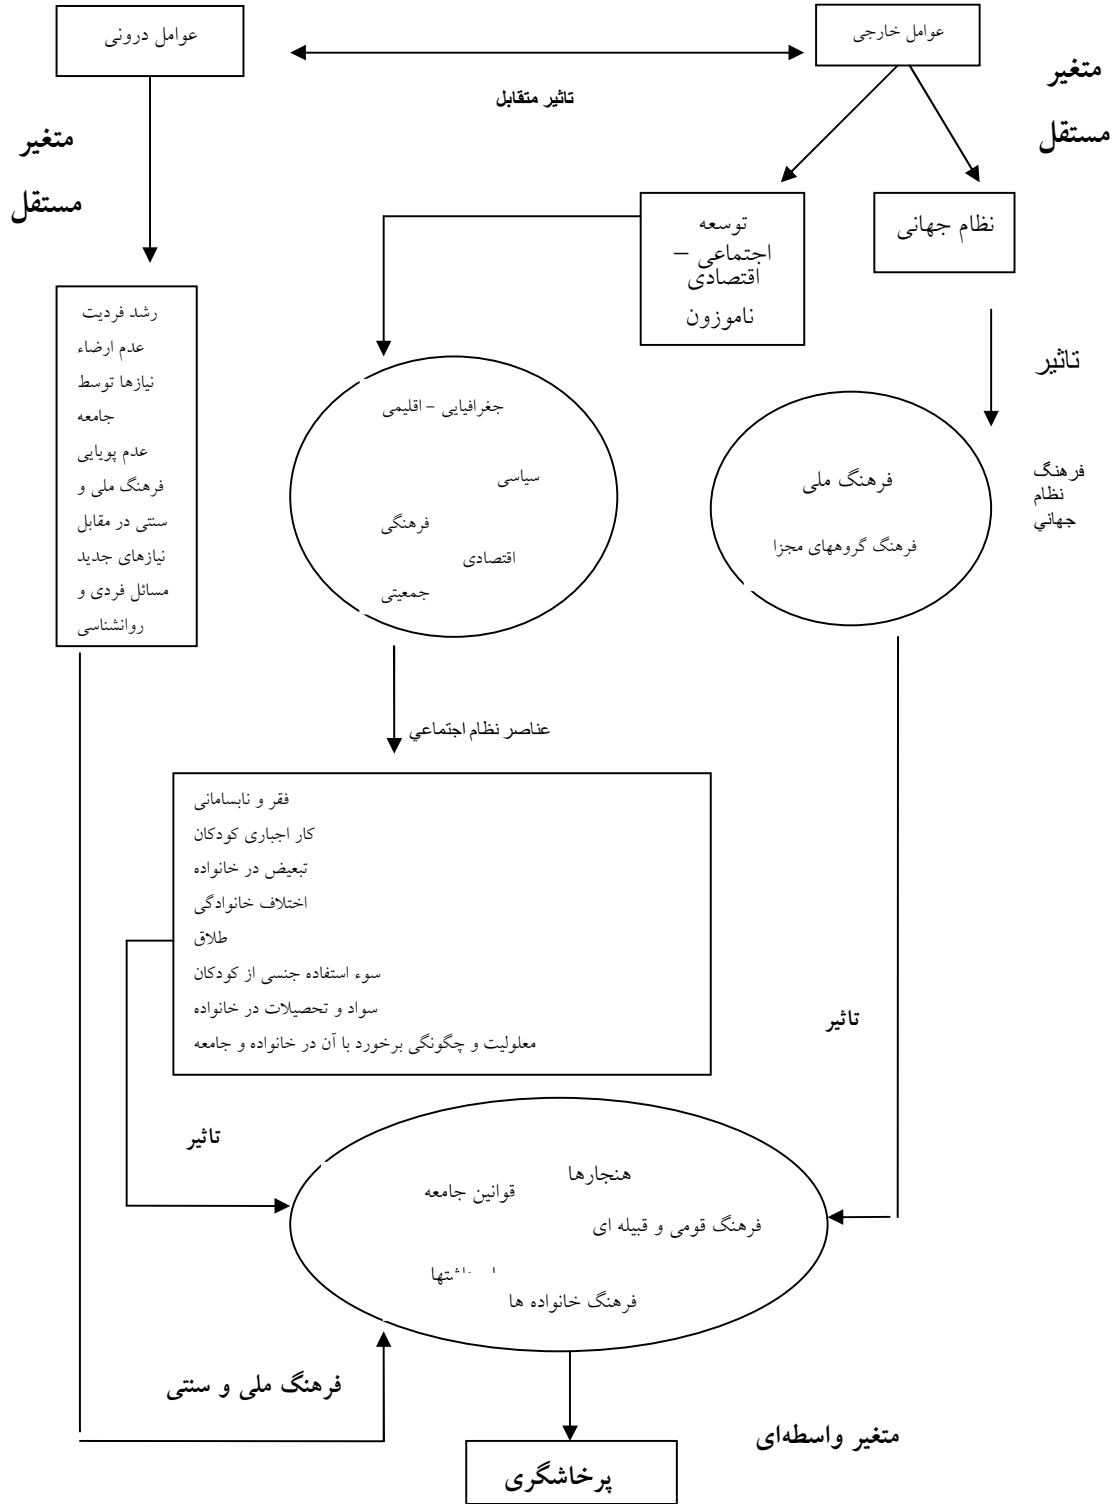 عوامل خارجی
عوامل درونی
تاثیر متقابل
متغیر
مستقل
متغیر
مستقل
نظام جهانی
توسعه
اجتماعی –
اقتصادی
ناموزون
رشد فردیت
عدم ارضاء
نیازها توسط
جامعه
عدم پویایی
فرهنگ ملی و
سنتی در مقابل
نیازهای جدید
مسائل فردی و
روانشناسی
تاثیر
فرهنگ
نظام
جهاني
فرهنگ ملی
فرهنگ گروههای مجزا
جغرافیایی – اقلیمی
سیاسی
فرهنگی
اقتصادی
جمعیتی
عناصر نظام اجتماعي
فقر و نابسامانی
کار اجباری کودکان
تبعیض در خانواده
اختلاف خانوادگی
طلاق
سوء استفاده جنسی از کودکان
سواد و تحصیلات در خانواده
معلولیت و چگونگی برخورد با آن در خانواده و جامعه
تاثیر
تاثیر
هنجارها
قوانین جامعه
فرهنگ قومی و قبیله ای
فرهنگ خانواده ها
فرهنگ ملی و سنتی
متغیر واسطه‌ای
پرخاشگری